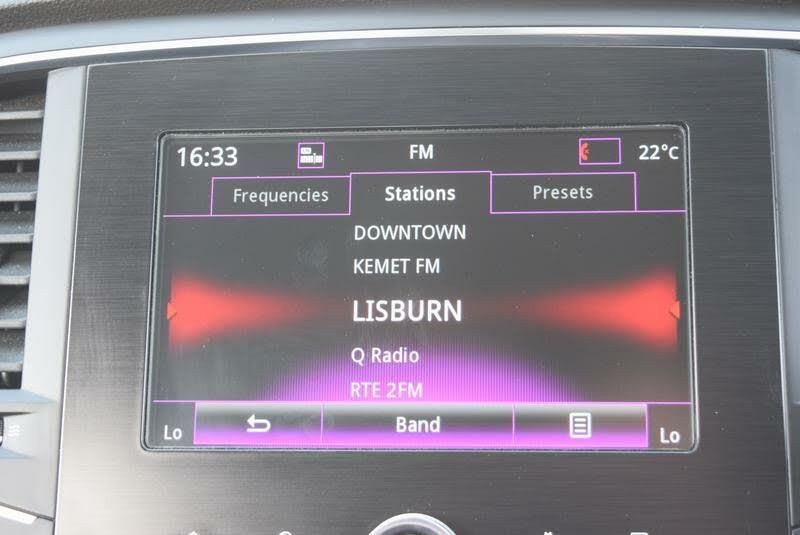 16:33 FM 22°c
Frequencies Stations Presets
DOWNTOWN
KEMET FM
LISBURN
Q Radio
RTE 2FM
Lo Band Lo